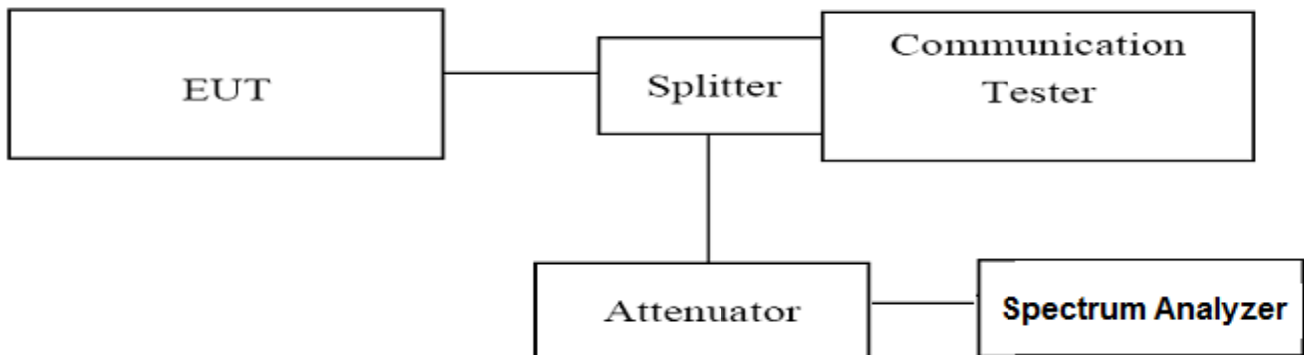 EUT
Splitter
Communication
Tester
Attenuator
Spectrum Analyzer